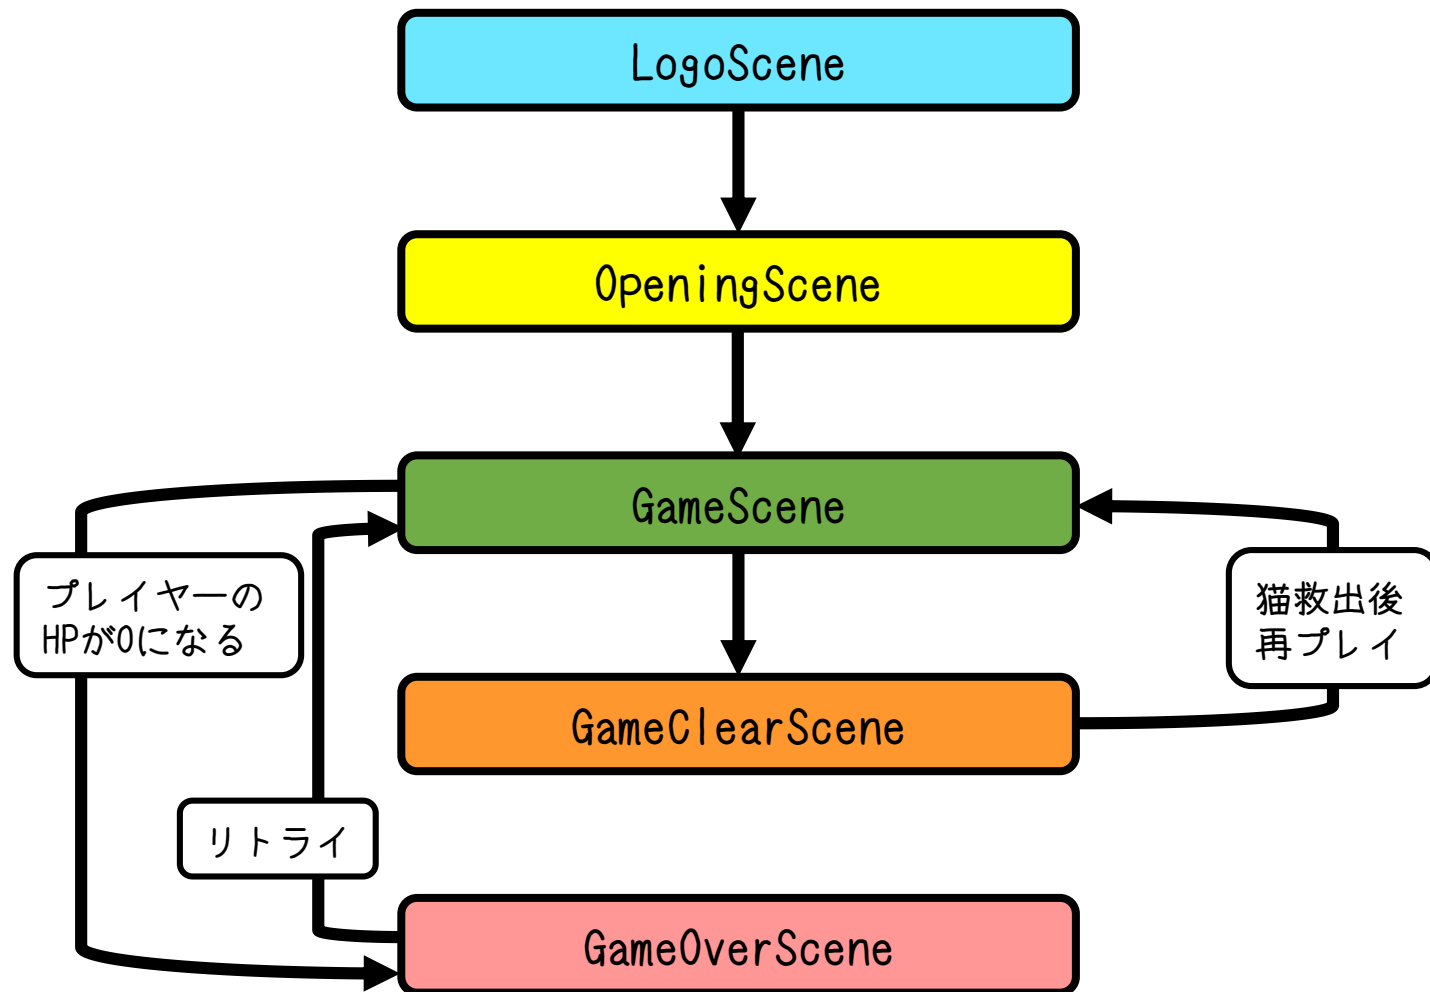 LogoScene
OpeningScene
GameScene
プレイヤーの
HPが0になる
猫救出後
再プレイ
GameClearScene
リトライ
GameOverScene